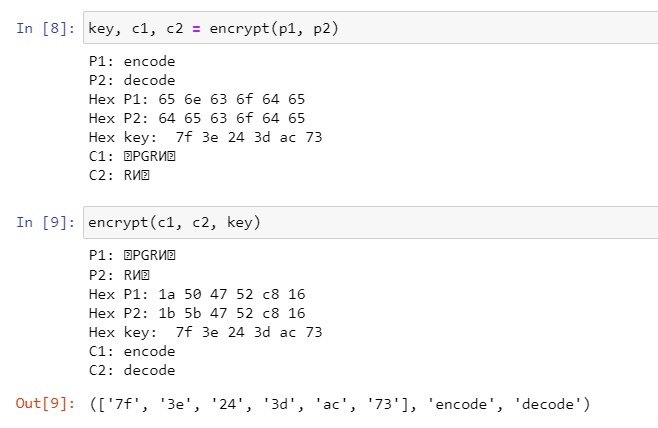 In [8]: key, c1, c2 = encrypt(p1, p2)
P1: encode
P2: decode
Hex P1: 65 6e 63 6f 64 65
Hex P2: 64 65 63 6f 64 65
Hex key:  7f 3e 24 3d ac 73
C1: PGRИ
C2: RИ
In [9]: encrypt(c1, c2, key)
P1: PGRИ
P2: RИ
Hex P1: 1a 50 47 52 c8 16
Hex P2: 1b 5b 47 52 c8 16
Hex key:  7f 3e 24 3d ac 73
C1: encode
C2: decode
Out[9]: (['7f', '3e', '24', '3d', 'ac', '73'], 'encode', 'decode')